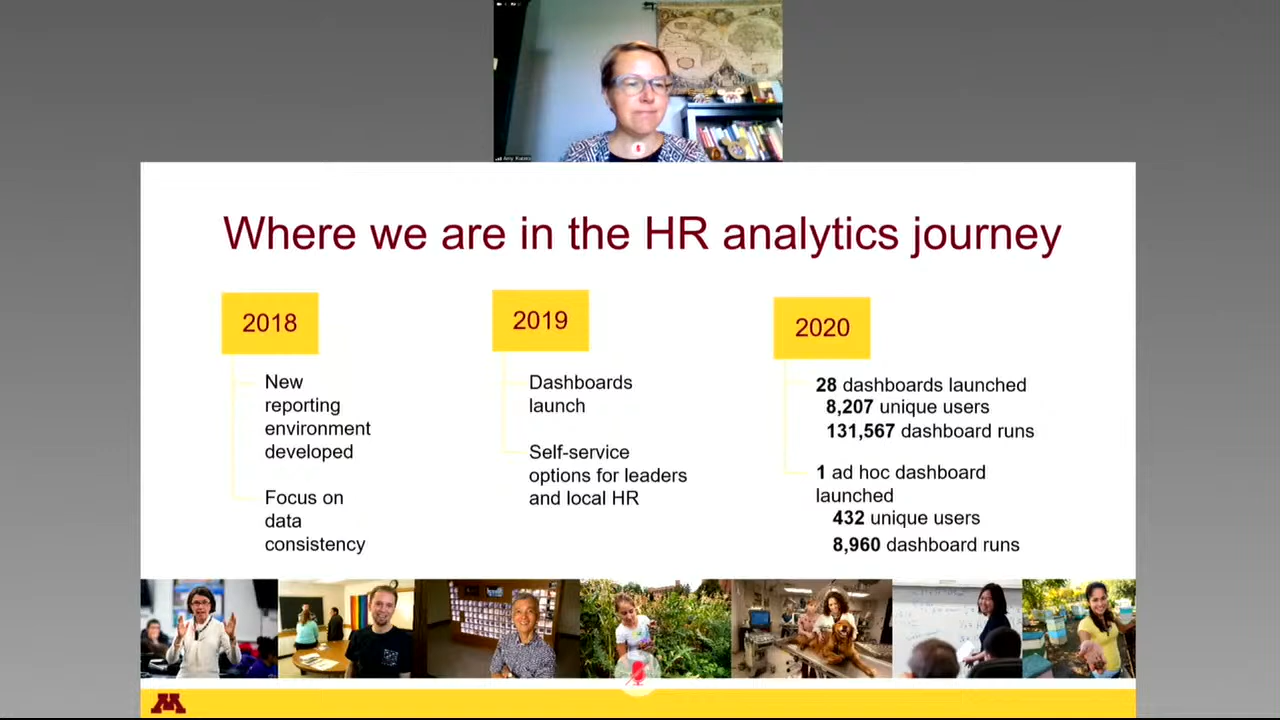 Where we are in the HR analytics journey
2018
New
reporting
environment
developed
Focus on
data
consistency
2019
Dashboards
launch
Self-service
options for leaders
and local HR
2020
28 dashboards launched
8,207 unique users
131,567 dashboard runs
1 ad hoc dashboard
launched
432 unique users
8,960 dashboard runs
M